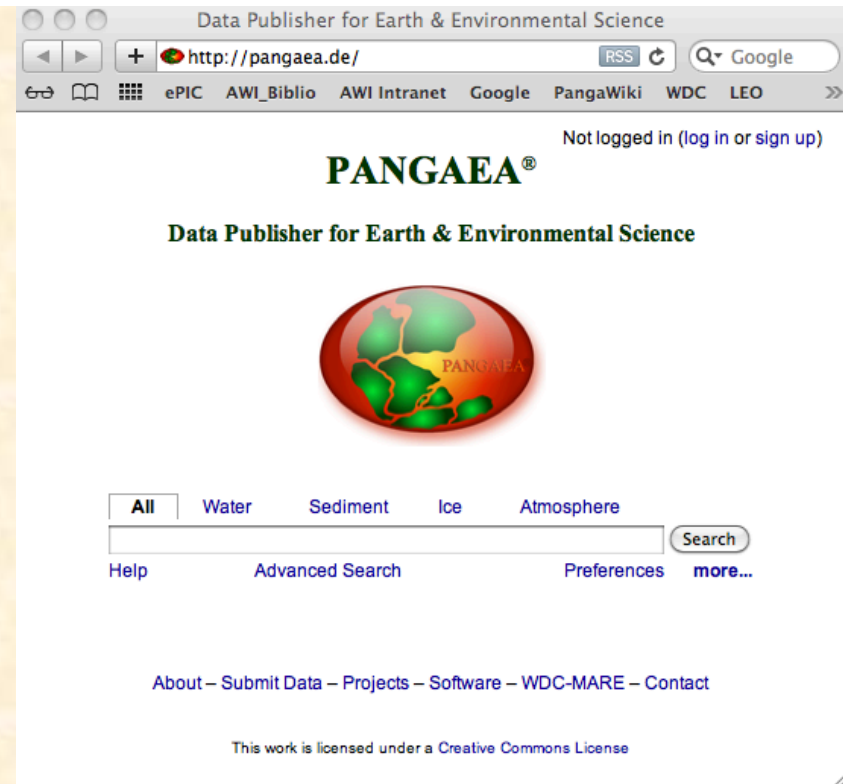 Data Publisher for Earth & Environmental Science
+ http://pangaea.de/ RSS Google
ePIC AWI_Biblio AWI Intranet Google PangaWiki WDC LEO >>
Not logged in (log in or sign up)
PANGAEA®
Data Publisher for Earth & Environmental Science
PANGAEA
All Water Sediment Ice Atmosphere
Search
Help Advanced Search Preferences more...
About – Submit Data – Projects – Software – WDC-MARE – Contact
This work is licensed under a Creative Commons License